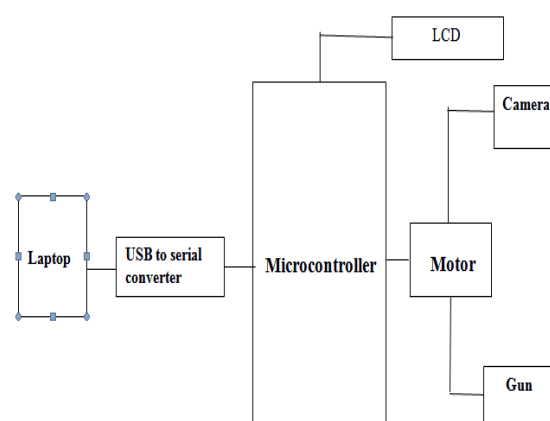 LCD
Camera
Laptop
USB to serial
converter
Microcontroller
Motor
Gun